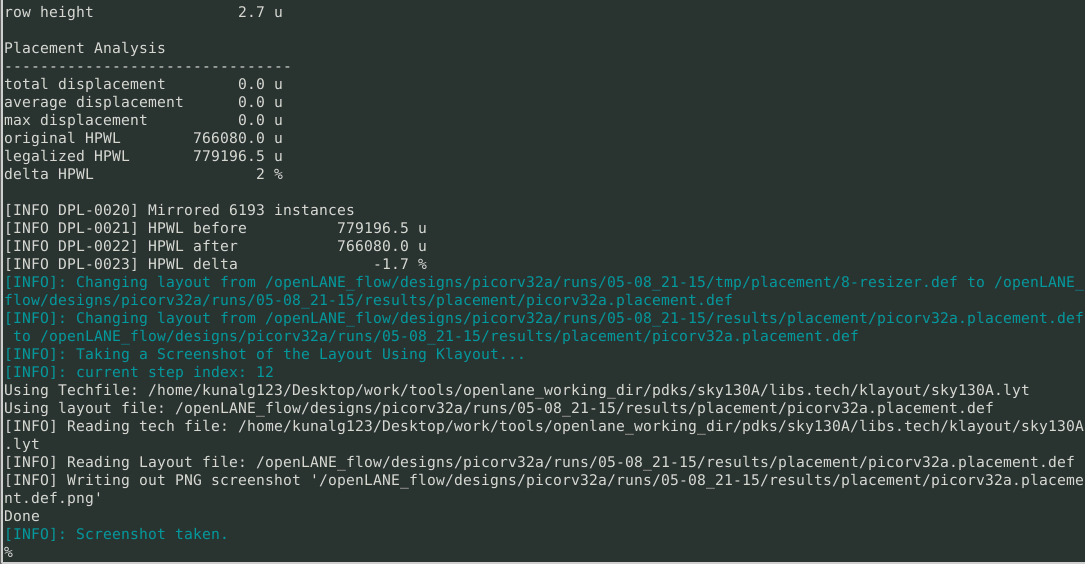 row height                2.7 u
Placement Analysis
--------------------------------
total displacement        0.0 u
average displacement      0.0 u
max displacement          0.0 u
original HPWL        766080.0 u
legalized HPWL       779196.5 u
delta HPWL                  2 %
[INFO DPL-0020] Mirrored 6193 instances
[INFO DPL-0021] HPWL before          779196.5 u
[INFO DPL-0022] HPWL after           766080.0 u
[INFO DPL-0023] HPWL delta               -1.7 %
[INFO]: Changing layout from /openLANE_flow/designs/picorv32a/runs/05-08_21-15/tmp/placement/8-resizer.def to /openLANE_
flow/designs/picorv32a/runs/05-08_21-15/results/placement/picorv32a.placement.def
[INFO]: Changing layout from /openLANE_flow/designs/picorv32a/runs/05-08_21-15/results/placement/picorv32a.placement.def
 to /openLANE_flow/designs/picorv32a/runs/05-08_21-15/results/placement/picorv32a.placement.def
[INFO]: Taking a Screenshot of the Layout Using Klayout...
[INFO]: current step index: 12
Using Techfile: /home/kunalg123/Desktop/work/tools/openlane_working_dir/pdks/sky130A/libs.tech/klayout/sky130A.lyt
Using layout file: /openLANE_flow/designs/picorv32a/runs/05-08_21-15/results/placement/picorv32a.placement.def
[INFO] Reading tech file: /home/kunalg123/Desktop/work/tools/openlane_working_dir/pdks/sky130A/libs.tech/klayout/sky130A
.lyt
[INFO] Reading Layout file: /openLANE_flow/designs/picorv32a/runs/05-08_21-15/results/placement/picorv32a.placement.def
[INFO] Writing out PNG screenshot '/openLANE_flow/designs/picorv32a/runs/05-08_21-15/results/placement/picorv32a.placeme
nt.def.png'
Done
[INFO]: Screenshot taken.
%